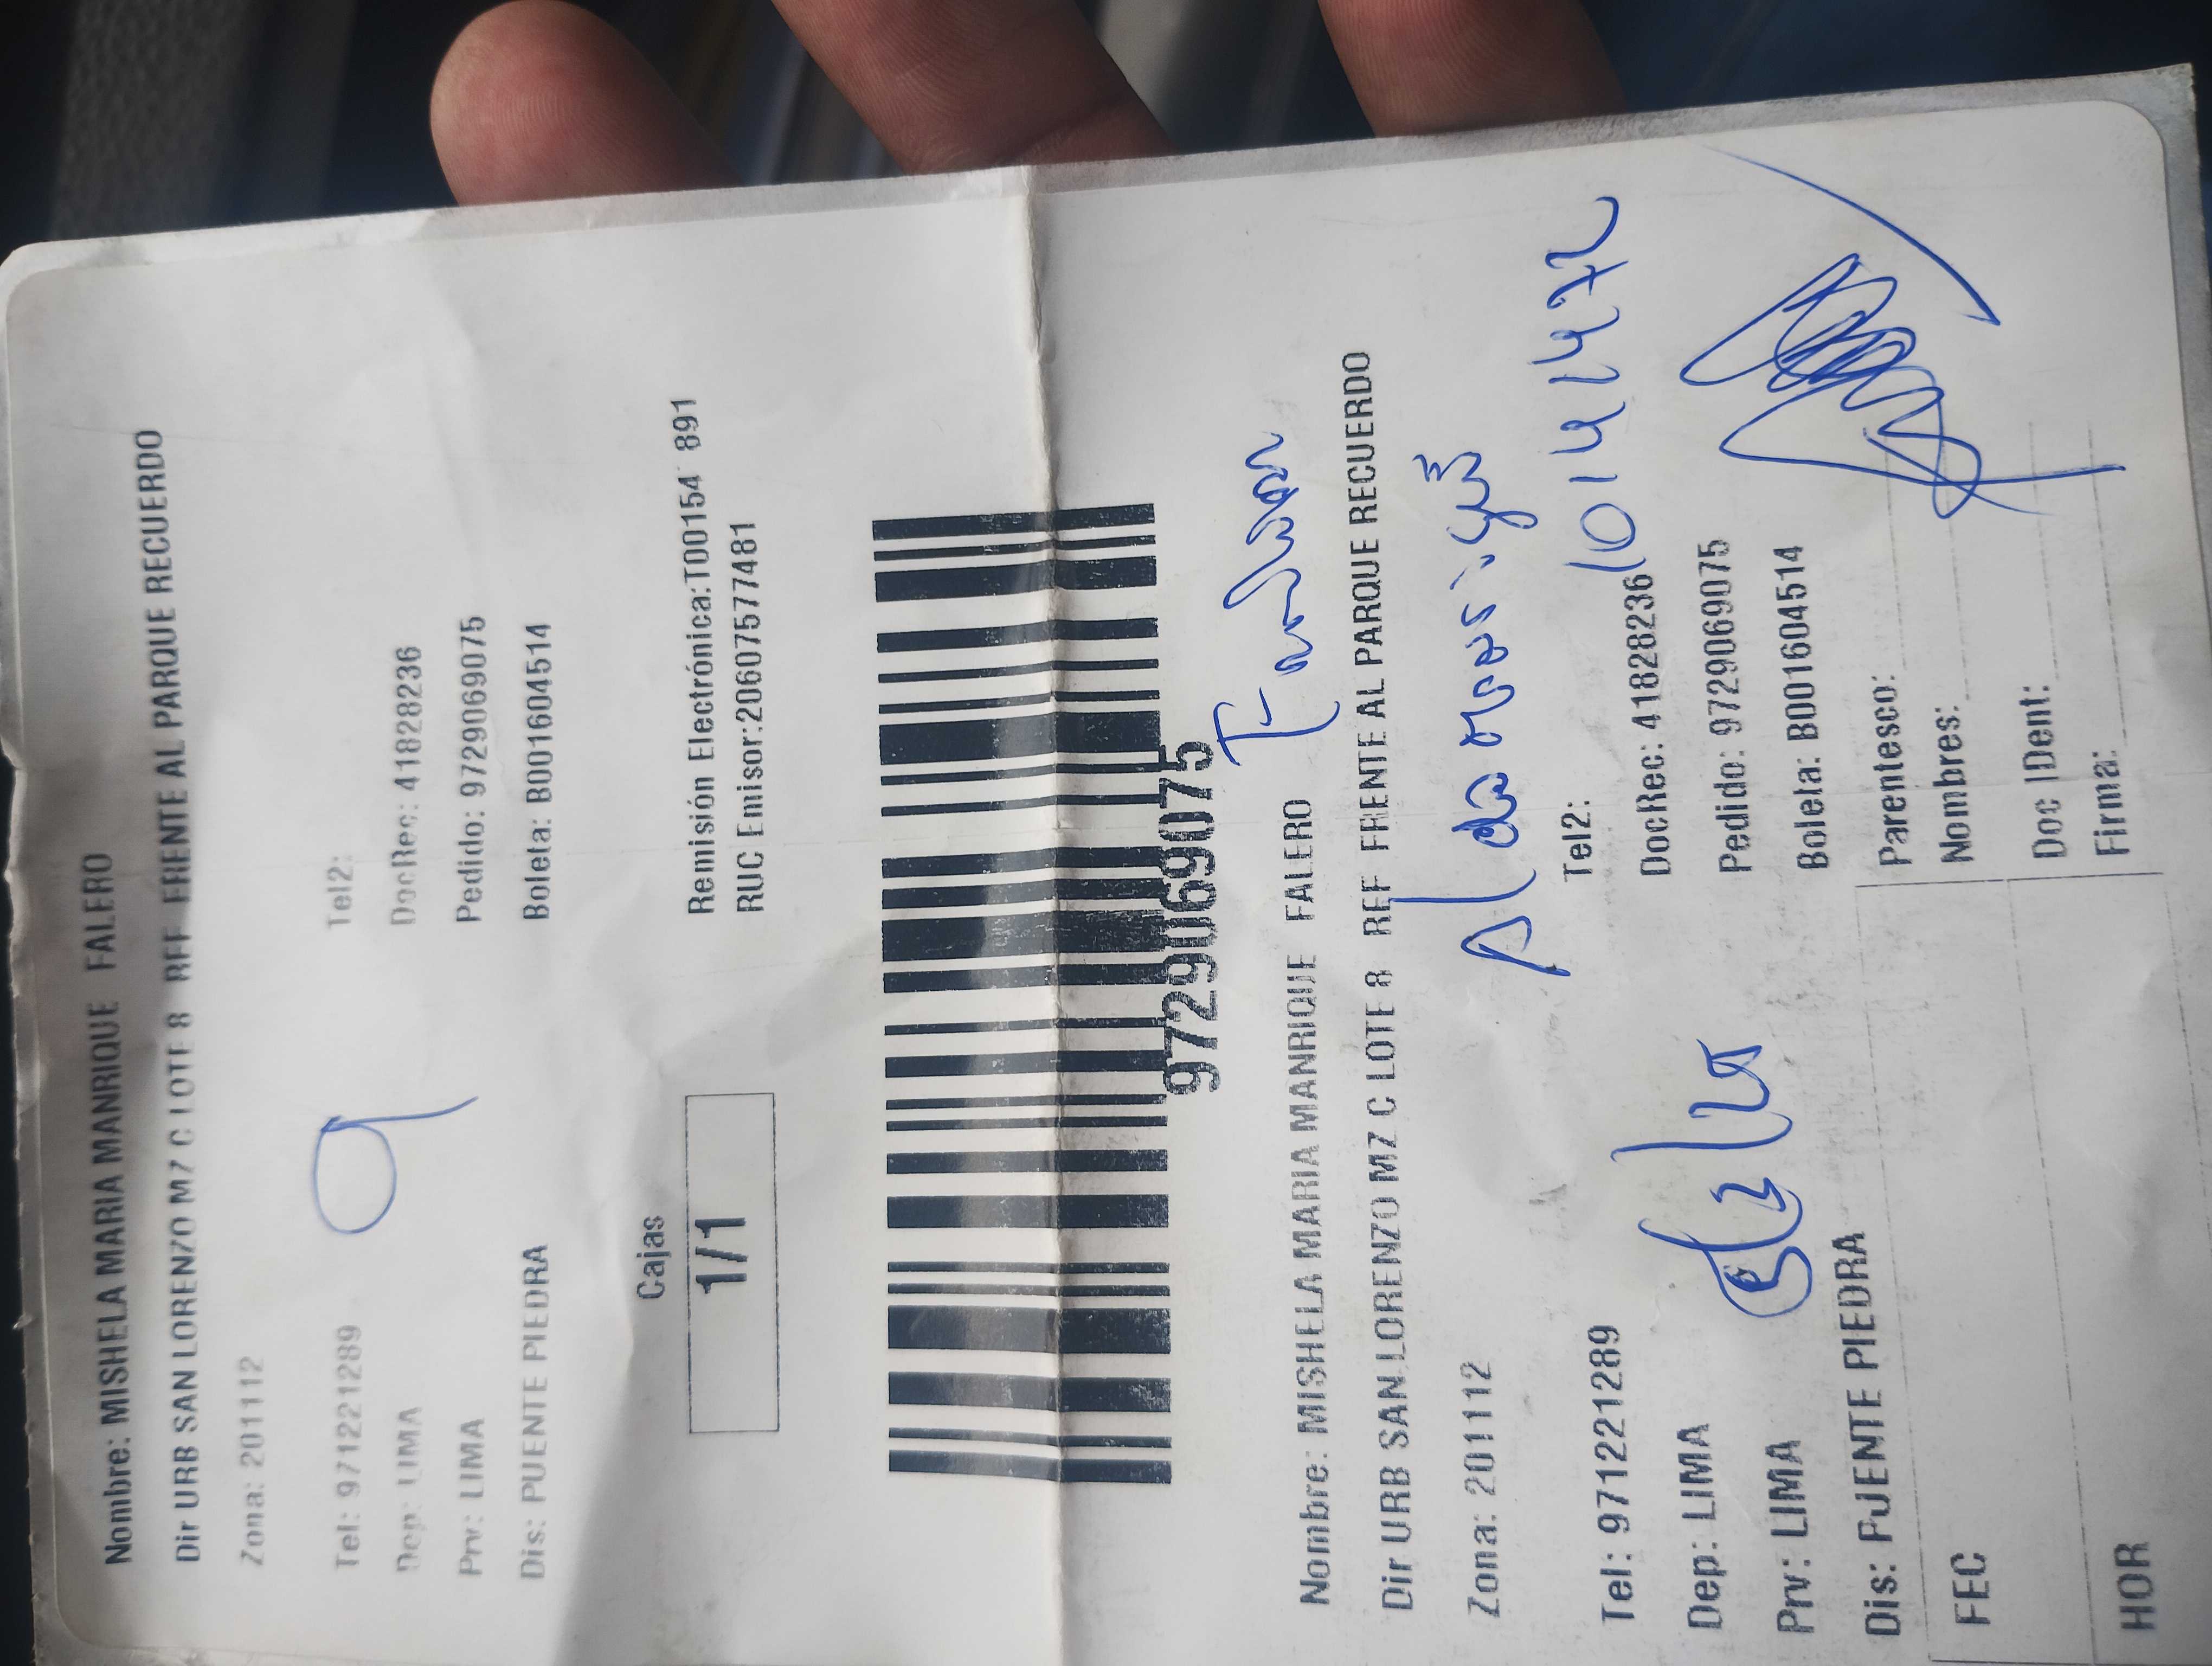 Nombre: MISHELA MARIA MANRIQUE FALERO
Dir URB SAN LORENZO MZ C LOTE 8 REF FRENTE AL PARQUE RECUERDO
Zona: 201112
Tel: 971221289 Tel2:
Dep: LIMA DocRec: 41828236
Prv: LIMA Pedido: 9729069075
Dis: PUENTE PIEDRA Boleta: B001604514
9
Cajas
1/1
Remisión Electrónica:T00154 891
RUC Emisor:20607577481
9729069075
Nombre: MISHELA MARIA MANRIQUE FALERO
Dir URB SAN LORENZO MZ C LOTE 8 REF FRENTE AL PARQUE RECUERDO
Zona: 201112
Tel: 971221289 Tel2:
Dep: LIMA DocRec: 41828236
Prv: LIMA Pedido: 9729069075
Dis: PUENTE PIEDRA Boleta: B001604514
FEC
HOR
Parentesco:
Nombres:
Doc IDent:
Firma: